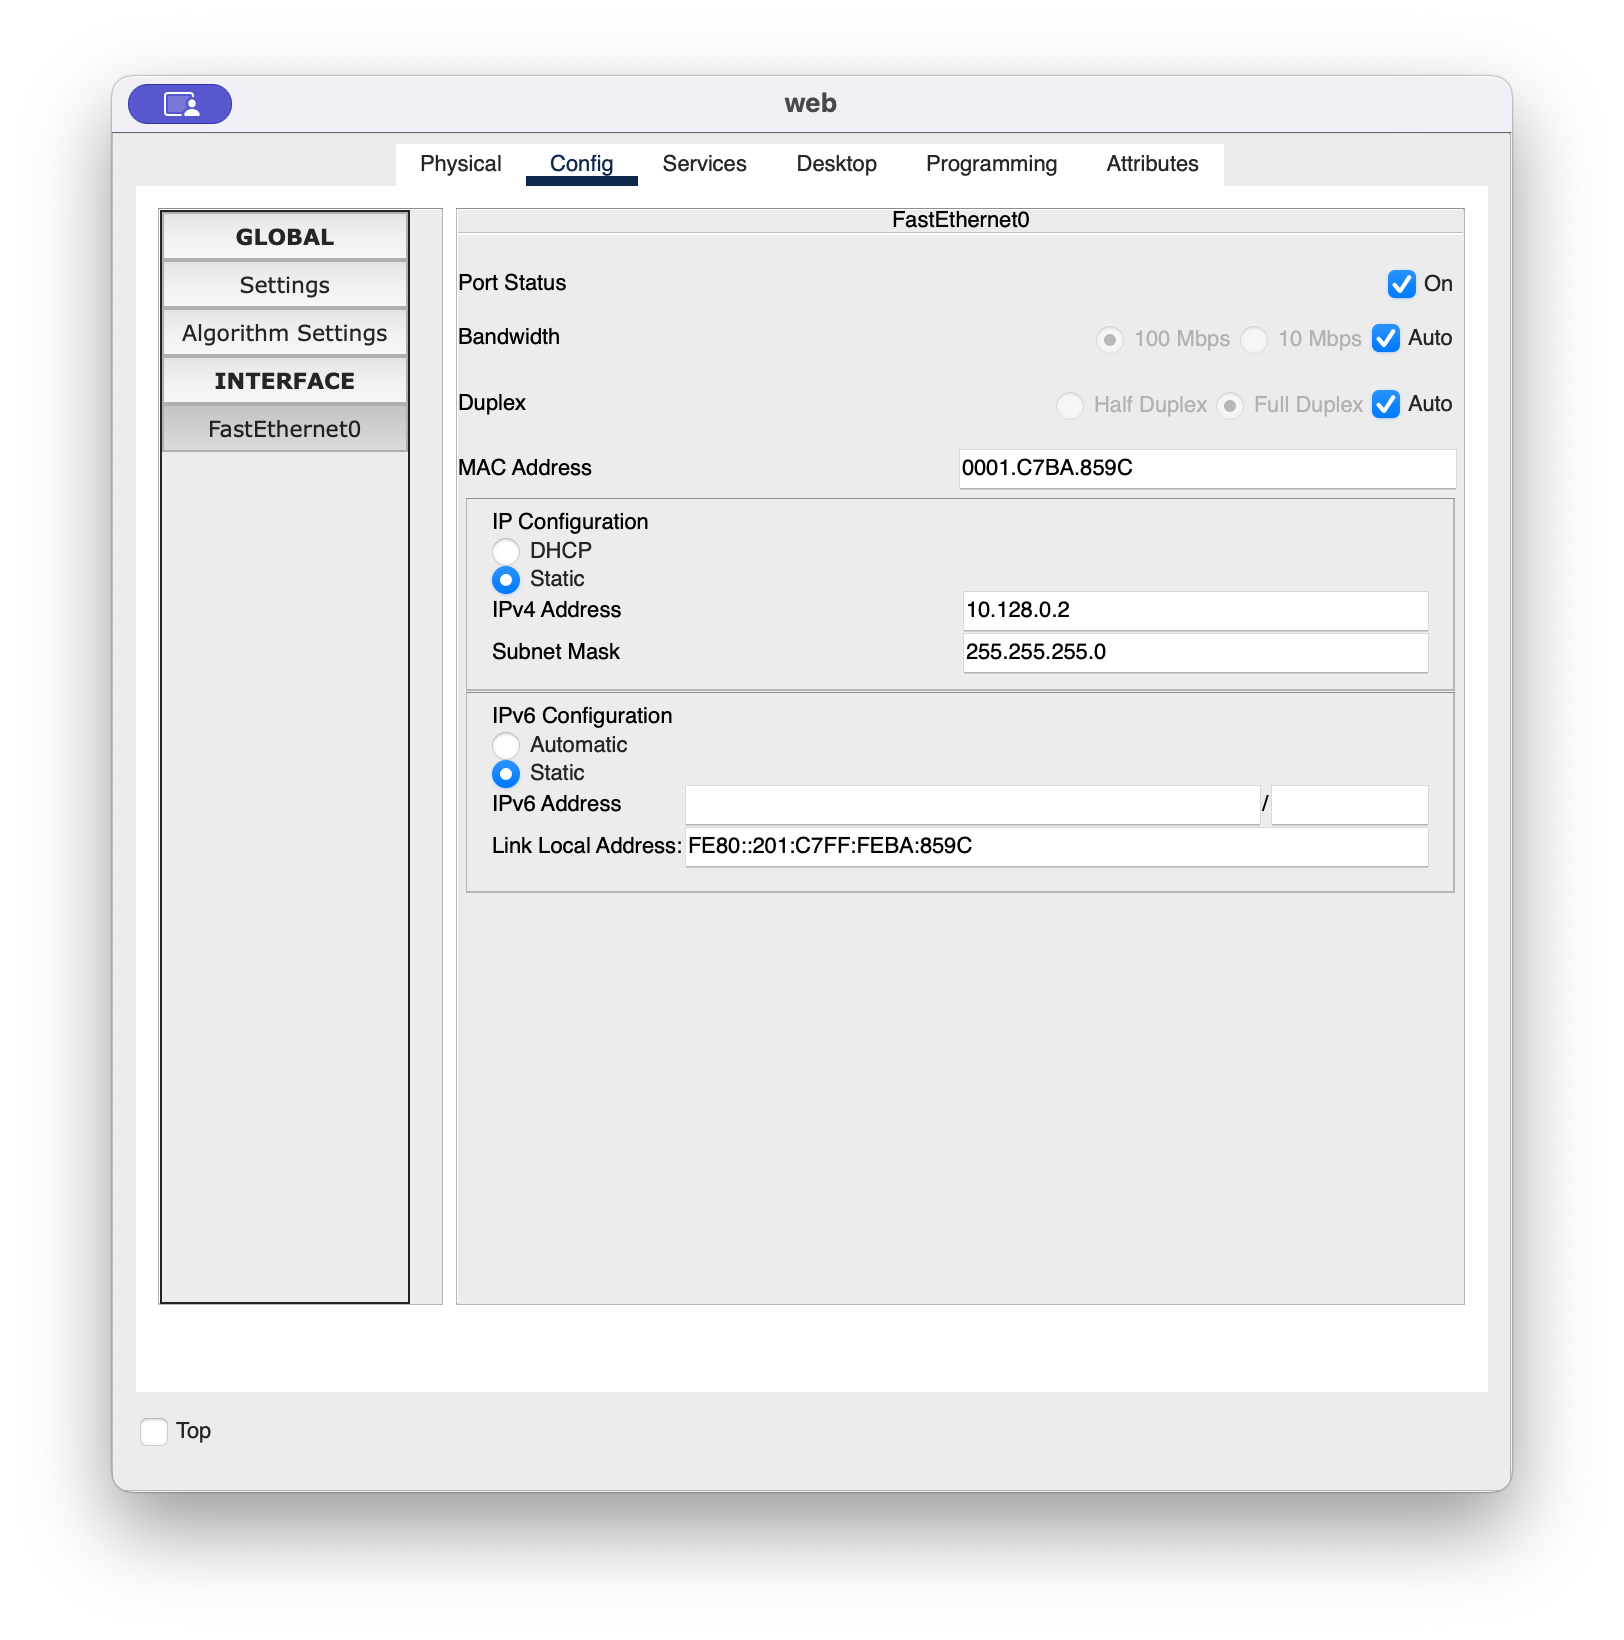 web
Physical Config Services Desktop Programming Attributes
GLOBAL
Settings
Algorithm Settings
INTERFACE
FastEthernet0
FastEthernet0
Port Status On
Bandwidth 100 Mbps 10 Mbps Auto
Duplex Half Duplex Full Duplex Auto
MAC Address 0001.C7BA.859C
IP Configuration
DHCP
Static
IPv4 Address 10.128.0.2
Subnet Mask 255.255.255.0
IPv6 Configuration
Automatic
Static
IPv6 Address /
Link Local Address: FE80::201:C7FF:FEBA:859C
Top